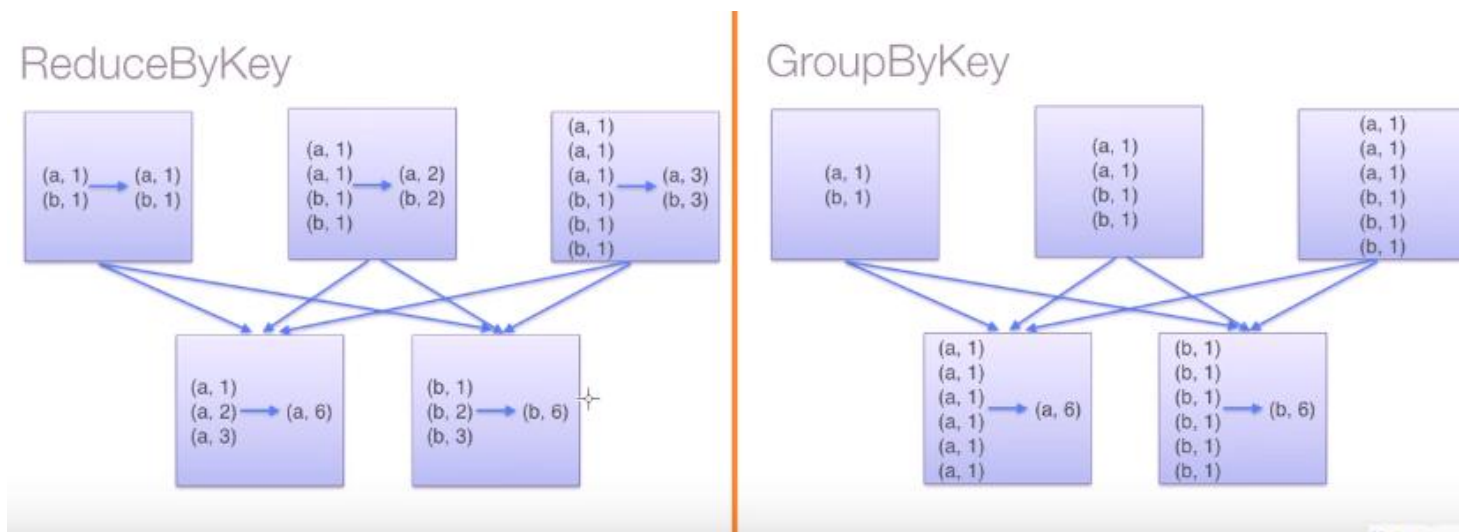 ReduceByKey
(a, 1) (a, 1)
(b, 1) (b, 1)
(a, 1)
(a, 1) (a, 2)
(b, 1) (b, 2)
(b, 1)
(a, 1)
(a, 1)
(a, 1) (a, 3)
(b, 1) (b, 3)
(b, 1)
(b, 1)
(a, 1)
(a, 2) (a, 6)
(a, 3)
(b, 1)
(b, 2) (b, 6)
(b, 3)
GroupByKey
(a, 1)
(b, 1)
(a, 1)
(a, 1)
(b, 1)
(b, 1)
(a, 1)
(a, 1)
(a, 1)
(b, 1)
(b, 1)
(b, 1)
(a, 1)
(a, 1)
(a, 1) (a, 6)
(a, 1)
(a, 1)
(a, 1)
(b, 1)
(b, 1)
(b, 1) (b, 6)
(b, 1)
(b, 1)
(b, 1)